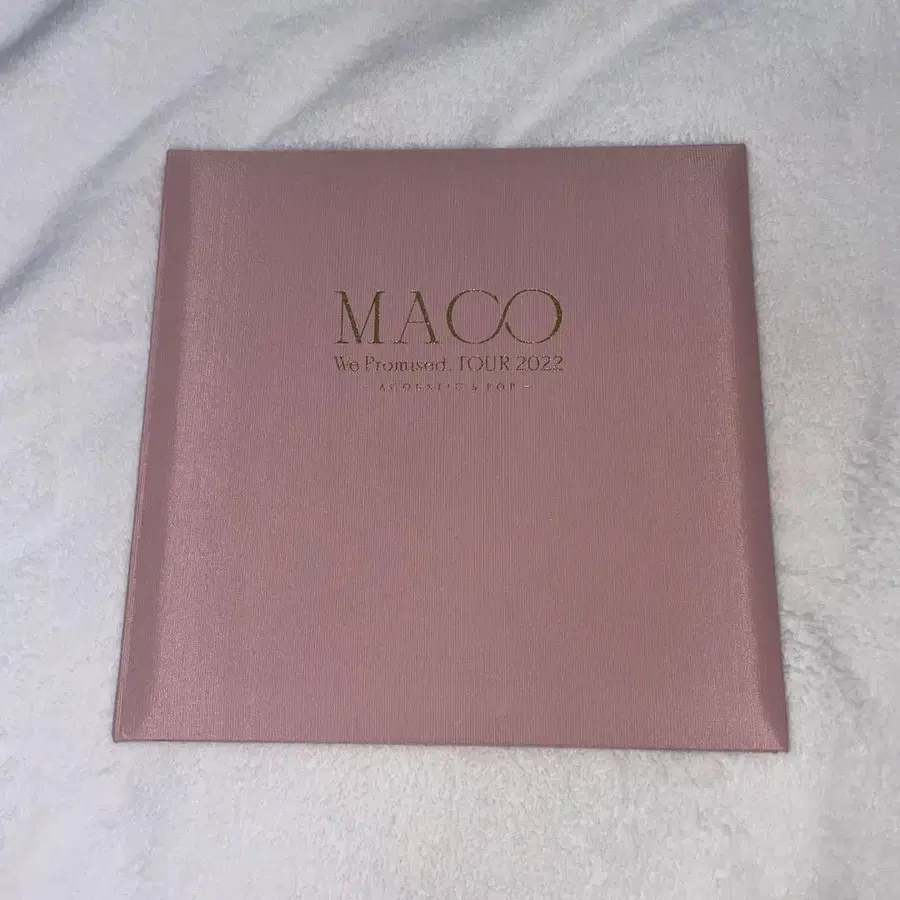 MACO
We Promised. TOUR 2022
- ACOUSTIC & POP -